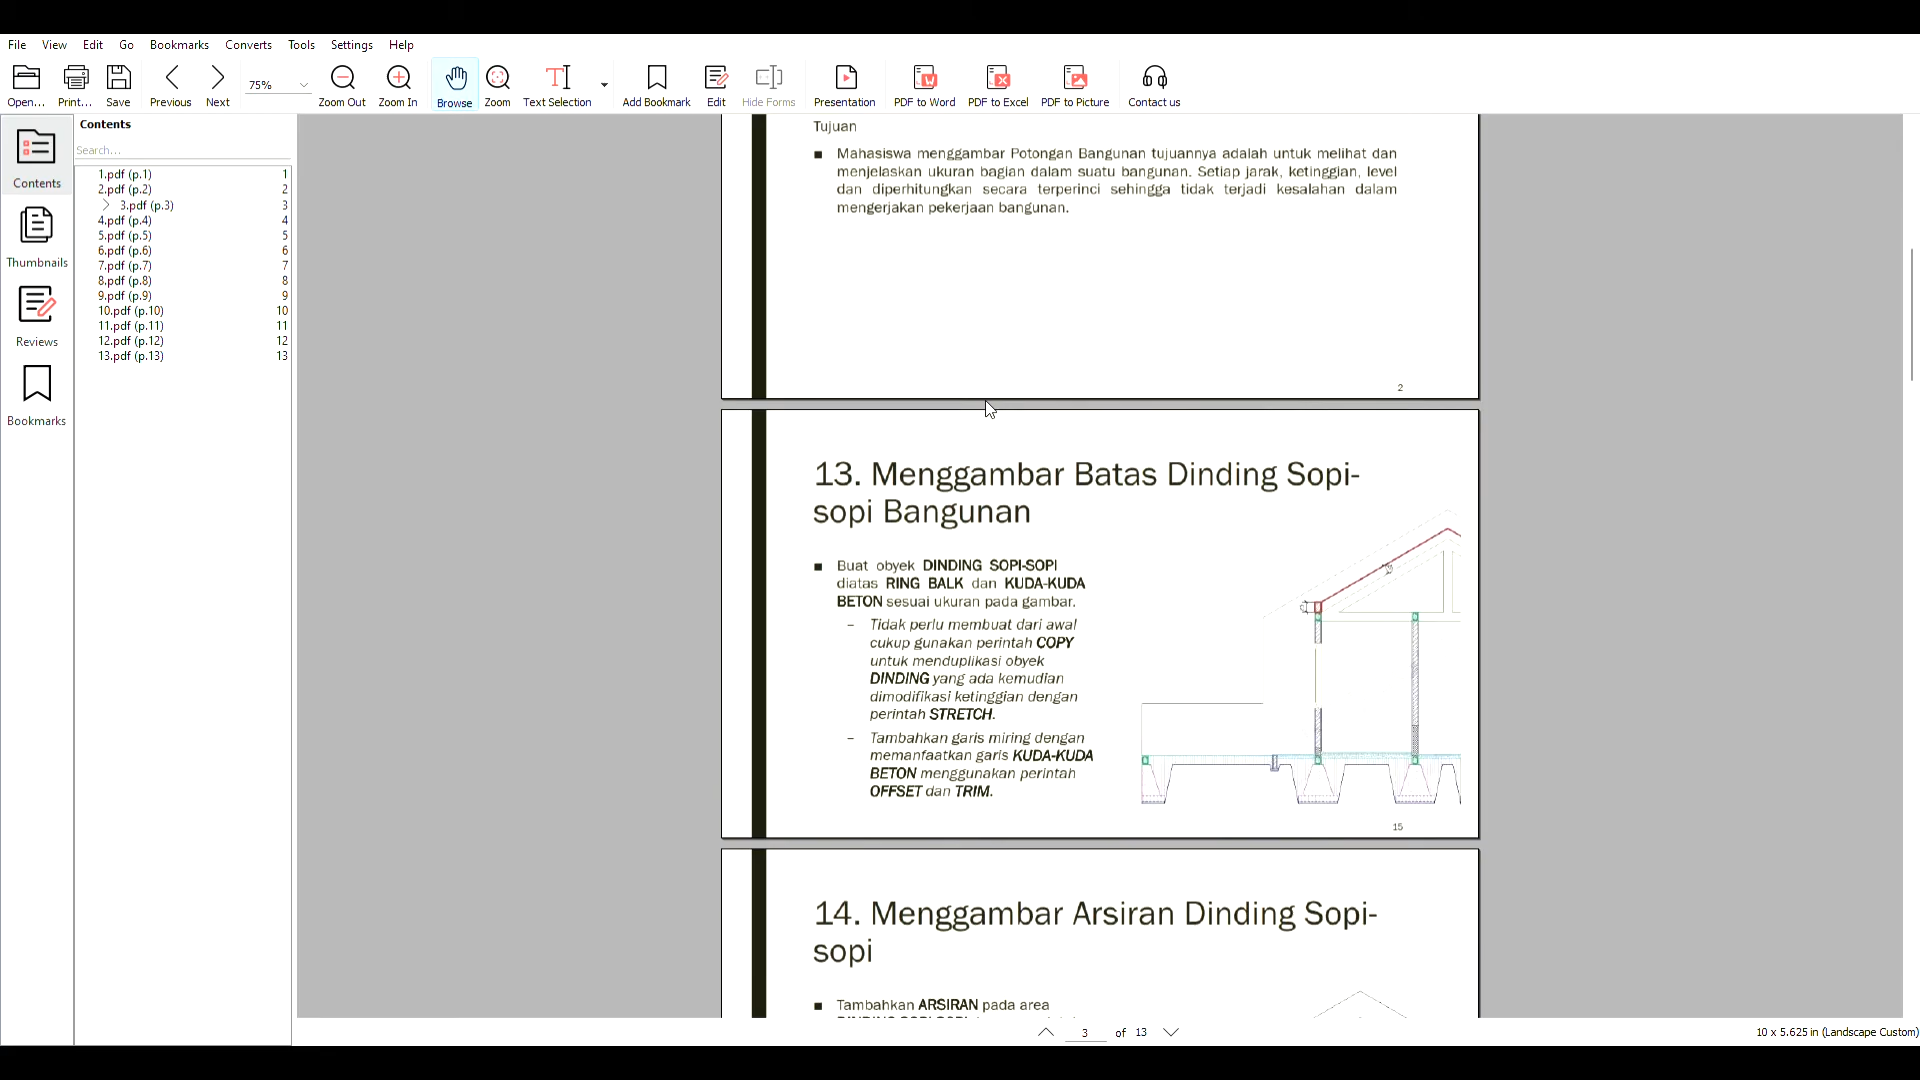 File View Edit Go Bookmarks Converts Tools Settings Help
Open... Print... Save Previous Next 75% Zoom Out Zoom In Browse Zoom Text Selection Add Bookmark Edit Hide Forms Presentation PDF to Word PDF to Excel PDF to Picture Contact us
Contents
Search...
Contents
Thumbnails
Reviews
Bookmarks
1.pdf (p.1) 1
2.pdf (p.2) 2
3.pdf (p.3) 3
4.pdf (p.4) 4
5.pdf (p.5) 5
6.pdf (p.6) 6
7.pdf (p.7) 7
8.pdf (p.8) 8
9.pdf (p.9) 9
10.pdf (p.10) 10
11.pdf (p.11) 11
12.pdf (p.12) 12
13.pdf (p.13) 13
Tujuan
■ Mahasiswa menggambar Potongan Bangunan tujuannya adalah untuk melihat dan
menjelaskan ukuran bagian dalam suatu bangunan. Setiap jarak, ketinggian, level
dan diperhitungkan secara terperinci sehingga tidak terjadi kesalahan dalam
mengerjakan pekerjaan bangunan.
2
13. Menggambar Batas Dinding Sopi-
sopi Bangunan
■ Buat obyek DINDING SOPI-SOPI
diatas RING BALK dan KUDA-KUDA
BETON sesuai ukuran pada gambar.
– Tidak perlu membuat dari awal
cukup gunakan perintah COPY
untuk menduplikasi obyek
DINDING yang ada kemudian
dimodifikasi ketinggian dengan
perintah STRETCH.
– Tambahkan garis miring dengan
memanfaatkan garis KUDA-KUDA
BETON menggunakan perintah
OFFSET dan TRIM.
15
14. Menggambar Arsiran Dinding Sopi-
sopi
■ Tambahkan ARSIRAN pada area
3 of 13
10 x 5.625 in (Landscape Custom)